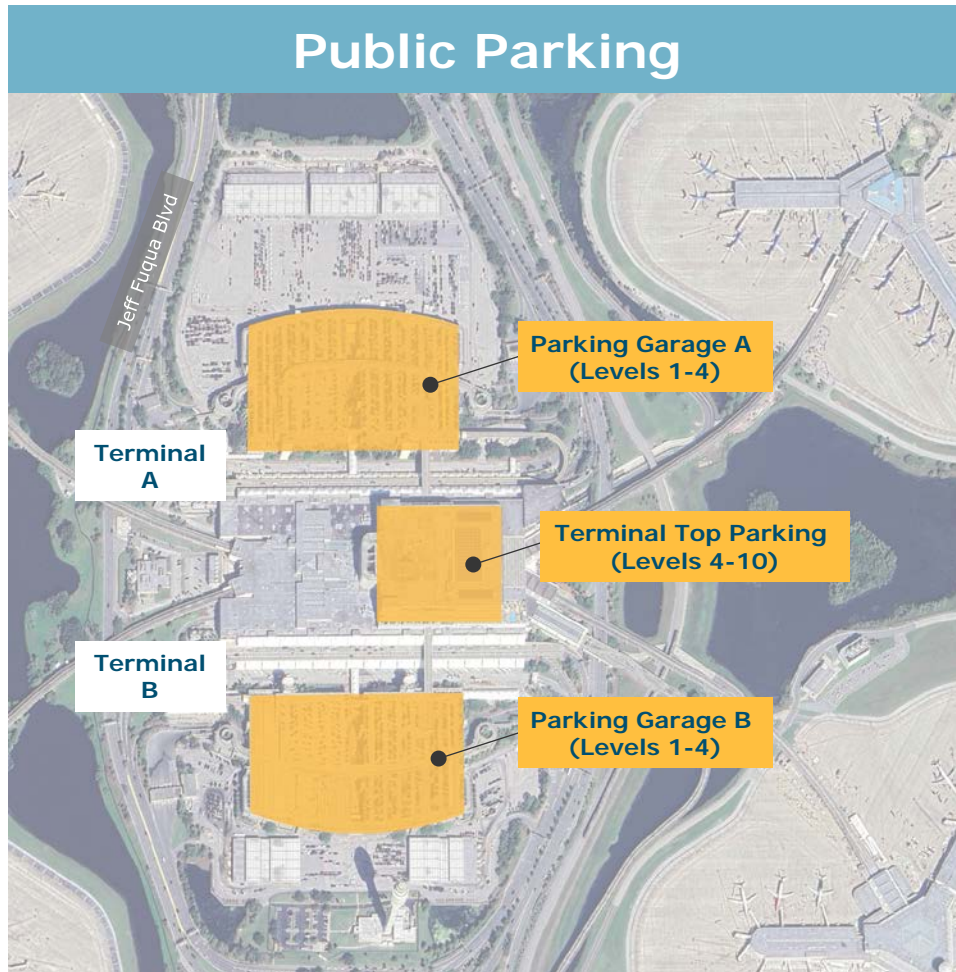 Public Parking
Jeff Fuqua Blvd
Parking Garage A
(Levels 1-4)
Terminal
A
Terminal Top Parking
(Levels 4-10)
Terminal
B
Parking Garage B
(Levels 1-4)